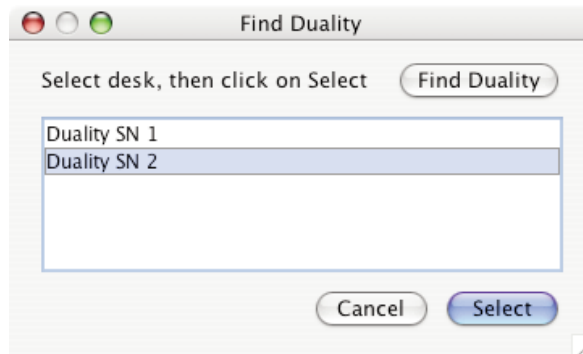 Find Duality
Select desk, then click on Select Find Duality
Duality SN 1
Duality SN 2
Cancel Select